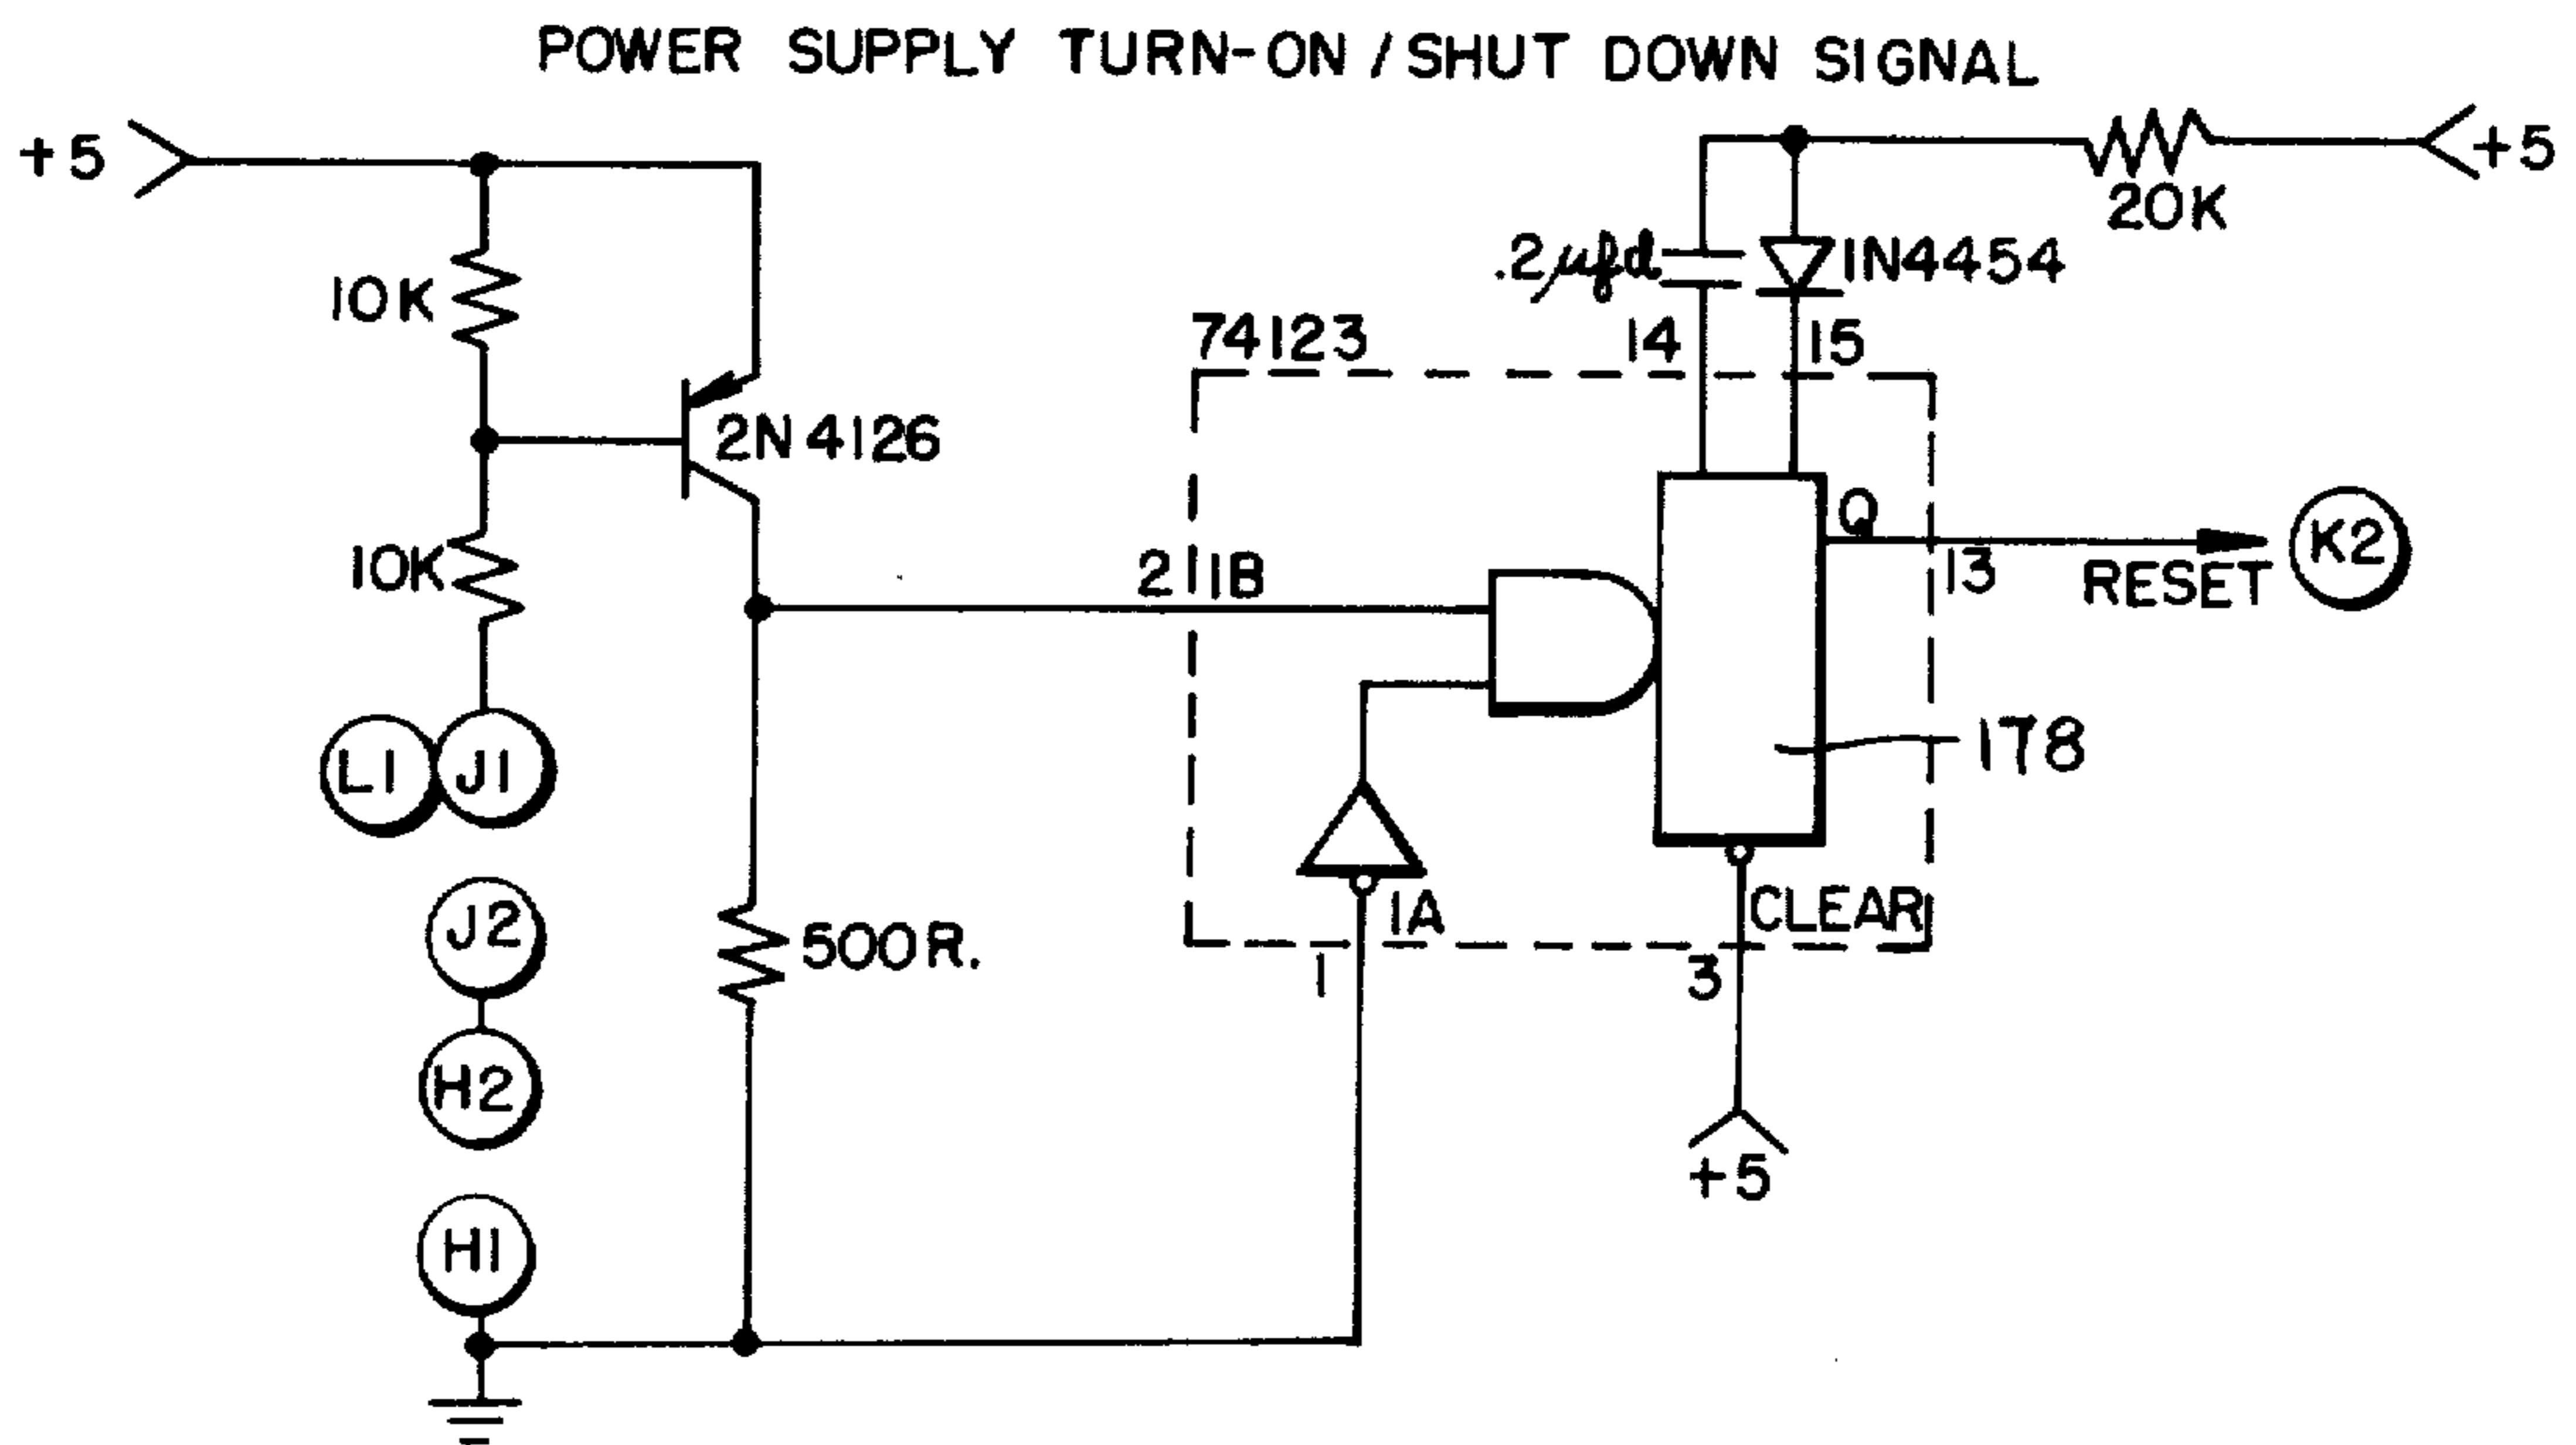 POWER SUPPLY TURN-ON / SHUT DOWN SIGNAL
+5
+5
20K
10K
.2 µfd
1N4454
74123
14
15
2N4126
Q
K2
10K
2
1B
13
RESET
L1
J1
178
J2
1A
CLEAR
500R.
1
3
H2
+5
H1